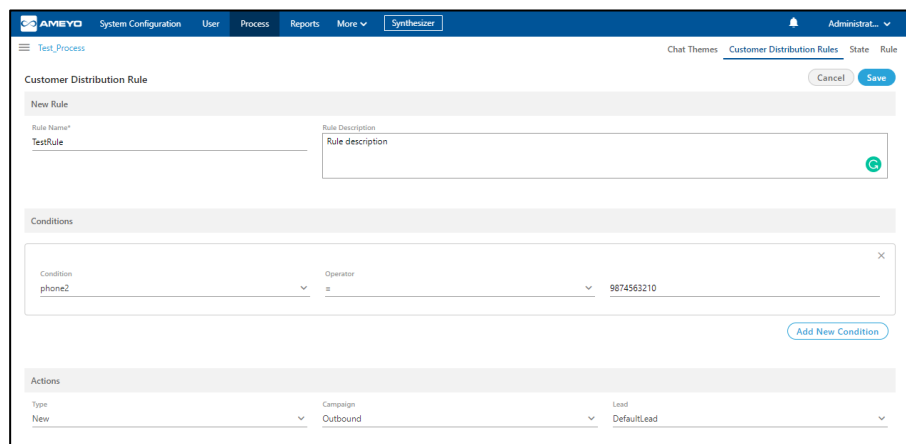 AMEYO System Configuration User Process Reports More Synthesizer Administrat...
Test_Process Chat Themes Customer Distribution Rules State Rule
Customer Distribution Rule Cancel Save
New Rule
Rule Name* Rule Description
TestRule Rule description
Conditions
Condition Operator
phone2 = 9874563210
Add New Condition
Actions
Type Campaign Lead
New Outbound DefaultLead